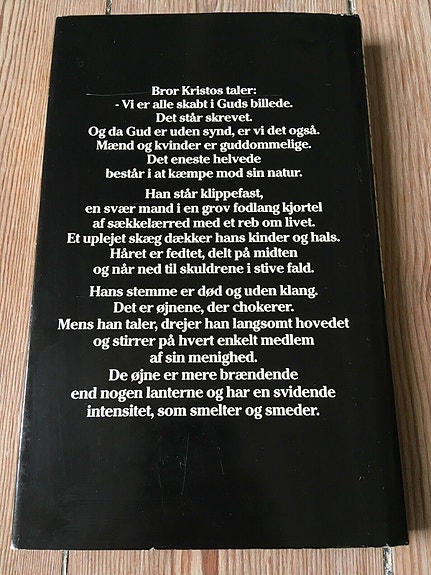 Bror Kristos taler:
- Vi er alle skabt i Guds billede.
Det står skrevet.
Og da Gud er uden synd, er vi det også.
Mænd og kvinder er guddommelige.
Det eneste helvede
består i at kæmpe mod sin natur.
Han står klippefast,
en svær mand i en grov fodlang kjortel
af sækkelærred med et reb om livet.
Et uplejet skæg dækker hans kinder og hals.
Håret er fedtet, delt på midten
og når ned til skuldrene i stive fald.
Hans stemme er død og uden klang.
Det er øjnene, der chokerer.
Mens han taler, drejer han langsomt hovedet
og stirrer på hvert enkelt medlem
af sin menighed.
De øjne er mere brændende
end nogen lanterne og har en svidende
intensitet, som smelter og smeder.